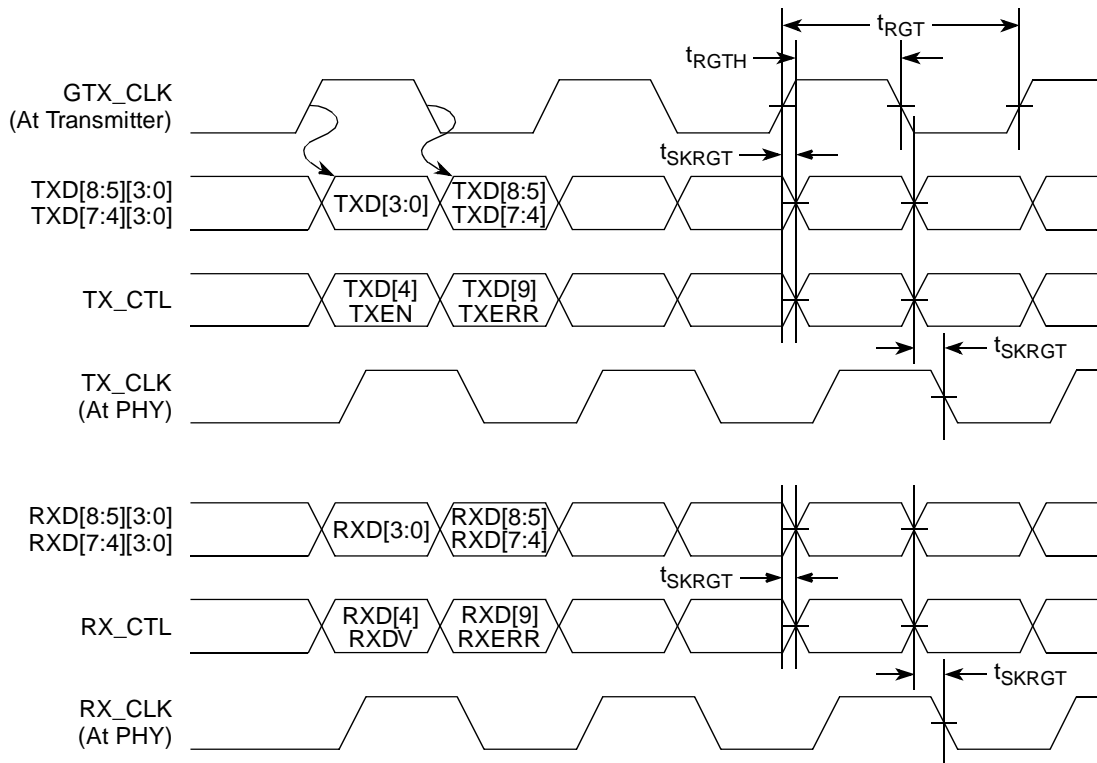 tRGT
tRGTH
GTX_CLK
(At Transmitter)
tSKRGT
TXD[8:5][3:0]
TXD[7:4][3:0]
TXD[3:0]
TXD[8:5]
TXD[7:4]
TX_CTL
TXD[4]
TXEN
TXD[9]
TXERR
tSKRGT
TX_CLK
(At PHY)
RXD[8:5][3:0]
RXD[7:4][3:0]
RXD[3:0]
RXD[8:5]
RXD[7:4]
tSKRGT
RX_CTL
RXD[4]
RXDV
RXD[9]
RXERR
tSKRGT
RX_CLK
(At PHY)